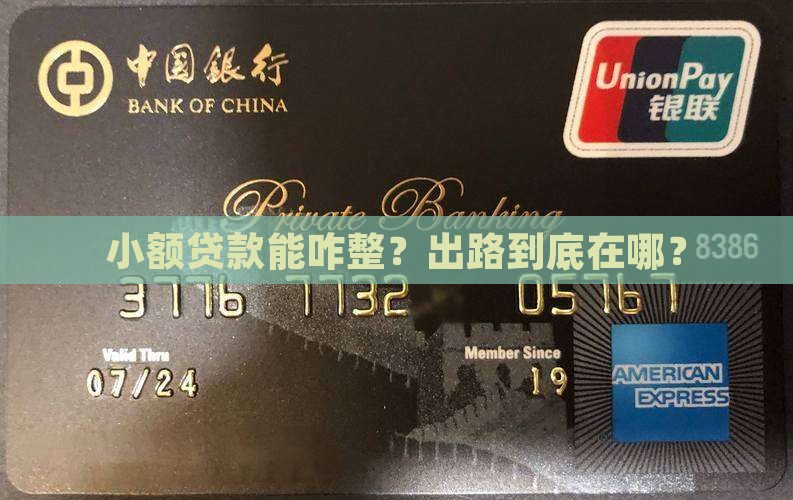 中国银行
BANK OF CHINA
UnionPay
银联
Private Banking
小额贷款能咋整？出路到底在哪？
8386
3776 05767
Valid Thru
07/24
Member Since
19
AMERICAN
EXPRESS